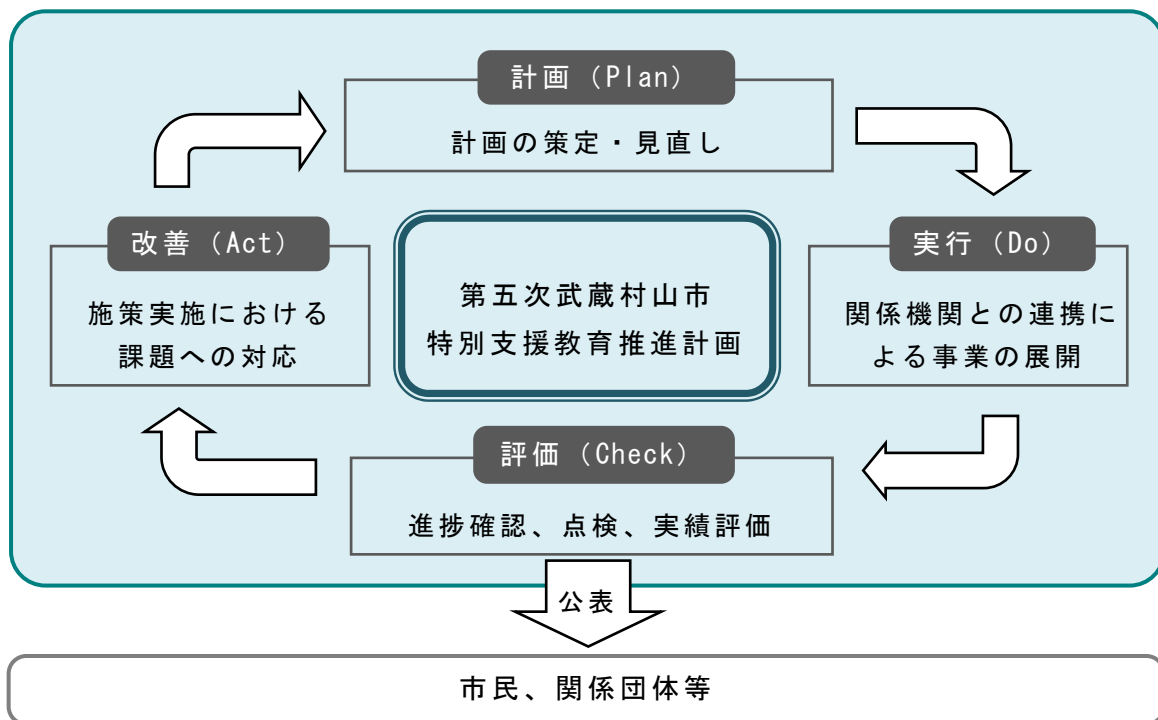 計画（Plan）
計画の策定・見直し
改善（Act）
施策実施における
課題への対応
第五次武蔵村山市
特別支援教育推進計画
実行（Do）
関係機関との連携に
よる事業の展開
評価（Check）
進捗確認、点検、実績評価
公表
市民、関係団体等